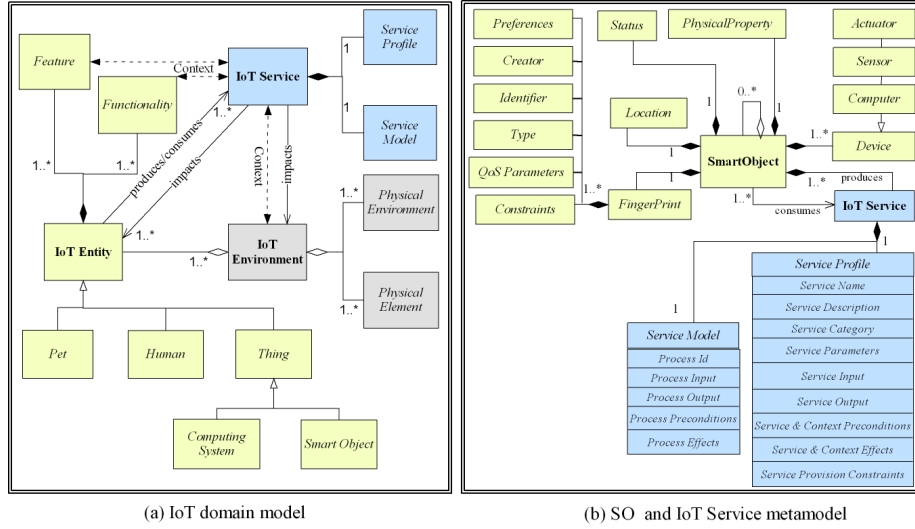 Feature
Functionality
Context
IoT Service
Service
Profile
1
1
Service
Model
produces/consumes
impacts
Context
impacts
1..*
1..*
1..*
1..*
1..*
1..*
Physical
Environment
IoT Entity
1..*
IoT
Environment
1..*
Physical
Element
Pet
Human
Thing
Computing
System
Smart Object
(a) IoT domain model
Preferences
Creator
Identifier
Type
QoS Parameters
Constraints
Status
PhysicalProperty
Actuator
Sensor
Computer
Device
Location
0..*
1
1
1
SmartObject
1..*
1
1..*
FingerPrint
1..*
produces
1..*
consumes
IoT Service
1
1
Service Model
Process Id
Process Input
Process Output
Process Preconditions
Process Effects
Service Profile
Service Name
Service Description
Service Category
Service Parameters
Service Input
Service Output
Service & Context Preconditions
Service & Context Effects
Service Provision Constraints
(b) SO and IoT Service metamodel